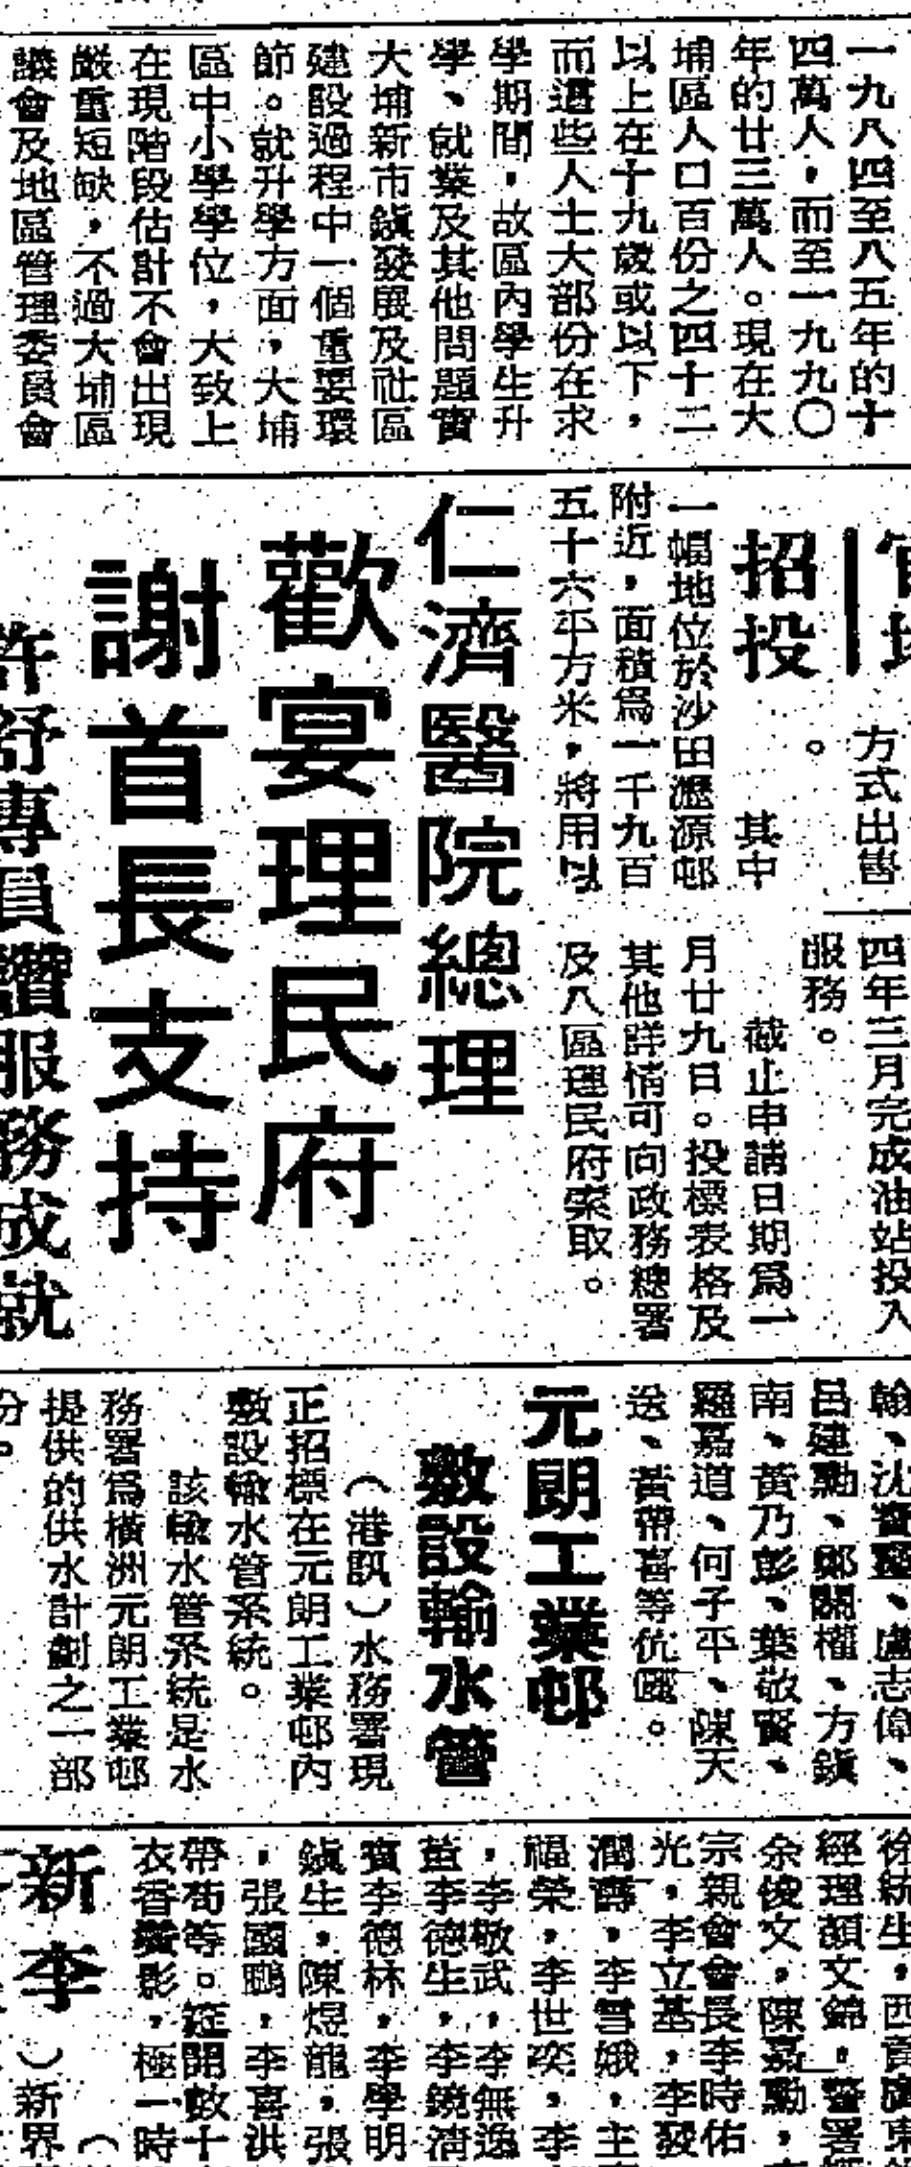 一九八四至八五年的十
四萬人，而至一九九〇
年的廿三萬人。現在大
埔區人口百份之四十二
以上在十九歲或以下，
而這些人士大部份在求
學期間，故區內學生升
學、就業及其他問題實
大埔新市鎮發展及社區
建設過程中一個重要環
節。就升學方面，大埔
區中小學學位，大致上
在現階段估計不會出現
嚴重短缺，不過大埔區
議會及地區管理委員會
招投
方式出售
。
其中
一幅地位於沙田瀝源邨
附近，面積爲一千九百
五十六平方米，將用以
四年三月完成油站投入
服務。
截止申請日期爲一
月廿九日。投標表格及
其他詳情可向政務總署
及八區理民府索取。
仁濟醫院總理
歡宴理民府
謝首長支持
許舒專員讚服務成就
呂建勳、鄭關權、方鎮
南、黃乃彭、葉敬賢、
羅嘉道、何子平、陳天
送、黃帶喜等伉儷。
元朗工業邨
敷設輸水管
（港訊）水務署現
正招標在元朗工業邨內
敷設輸水管系統。
該輸水管系統是水
務署爲橫洲元朗工業邨
提供的供水計劃之一部
份。
經理顏文錦，警署
余俊文，陳嘉勳，
宗親會會長李時佑
光，李立基，李發
潤壽，李雪娥，主
福榮，李世奕，李
，李敬武，李無逸
李德生，李鏡清
寳李德林，李學明
鎮生，陳煜龍，張
，張國鵬，李喜洪
帶苟等。筵開數十
衣香鬢影，極一時
新李
）新界